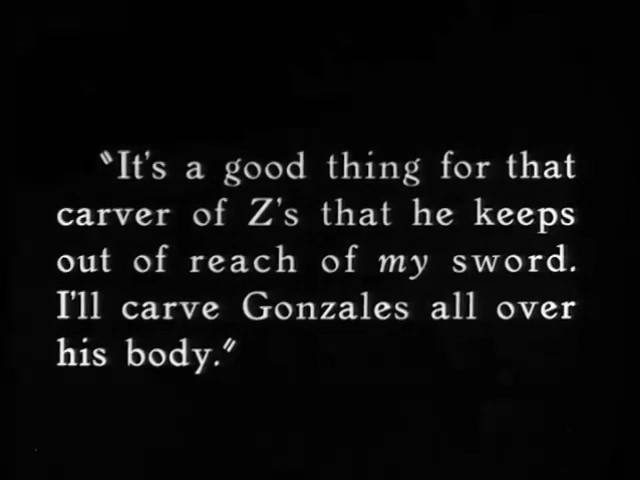 "It's a good thing for that
carver of Z's that he keeps
out of reach of my sword.
I'll carve Gonzales all over
his body."